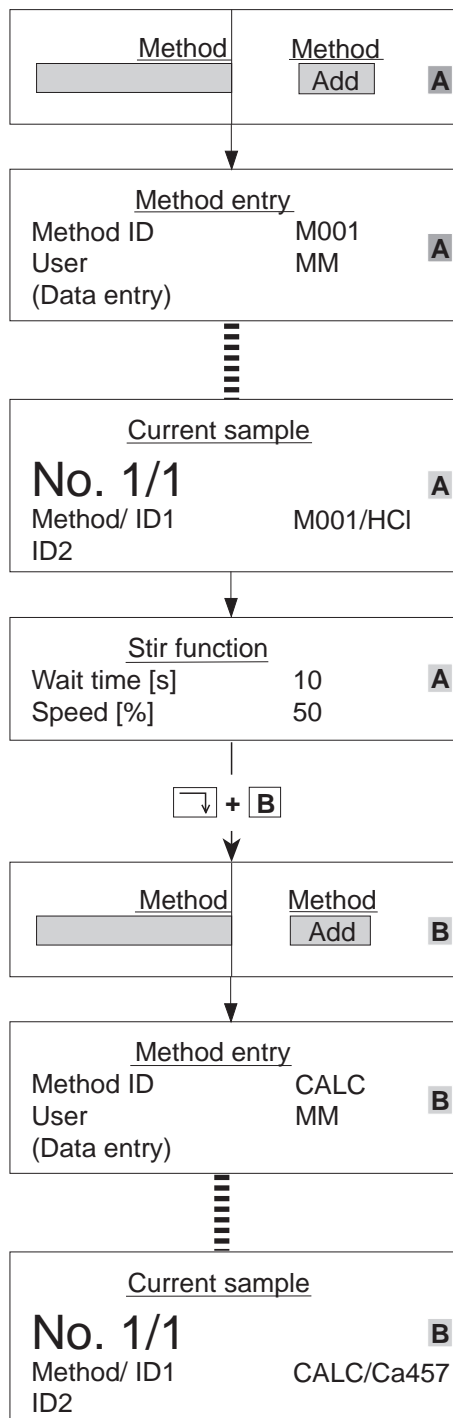 Method Method
Add A
Method entry
Method ID M001
User MM A
(Data entry)
Current sample
No. 1/1 A
Method/ ID1 M001/HCl
ID2
Stir function
Wait time [s] 10 A
Speed [%] 50
+ B
Method Method
Add B
Method entry
Method ID CALC
User MM B
(Data entry)
Current sample
No. 1/1 B
Method/ ID1 CALC/Ca457
ID2